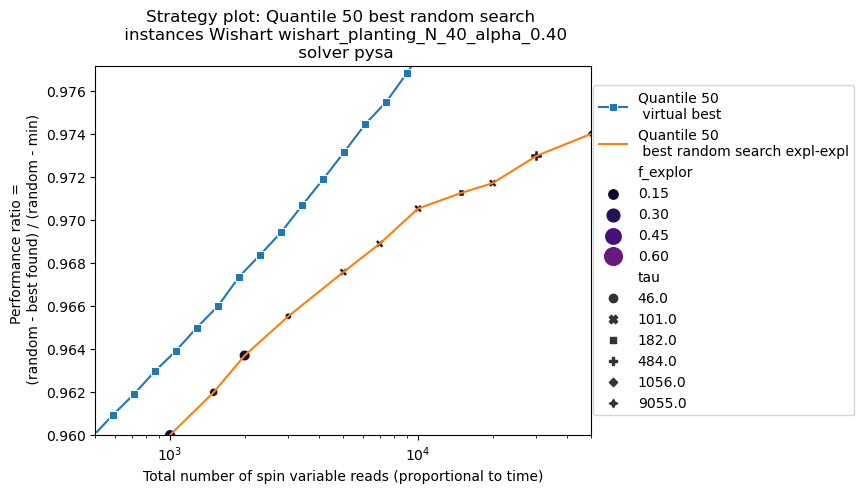 Strategy plot: Quantile 50 best random search
instances Wishart wishart_planting_N_40_alpha_0.40
solver pysa
Performance ratio =
(random - best found) / (random - min)
0.976
0.974
0.972
0.970
0.968
0.966
0.964
0.962
0.960
10^3
10^4
Total number of spin variable reads (proportional to time)
Quantile 50
virtual best
Quantile 50
best random search expl-expl
f_explor
0.15
0.30
0.45
0.60
tau
46.0
101.0
182.0
484.0
1056.0
9055.0